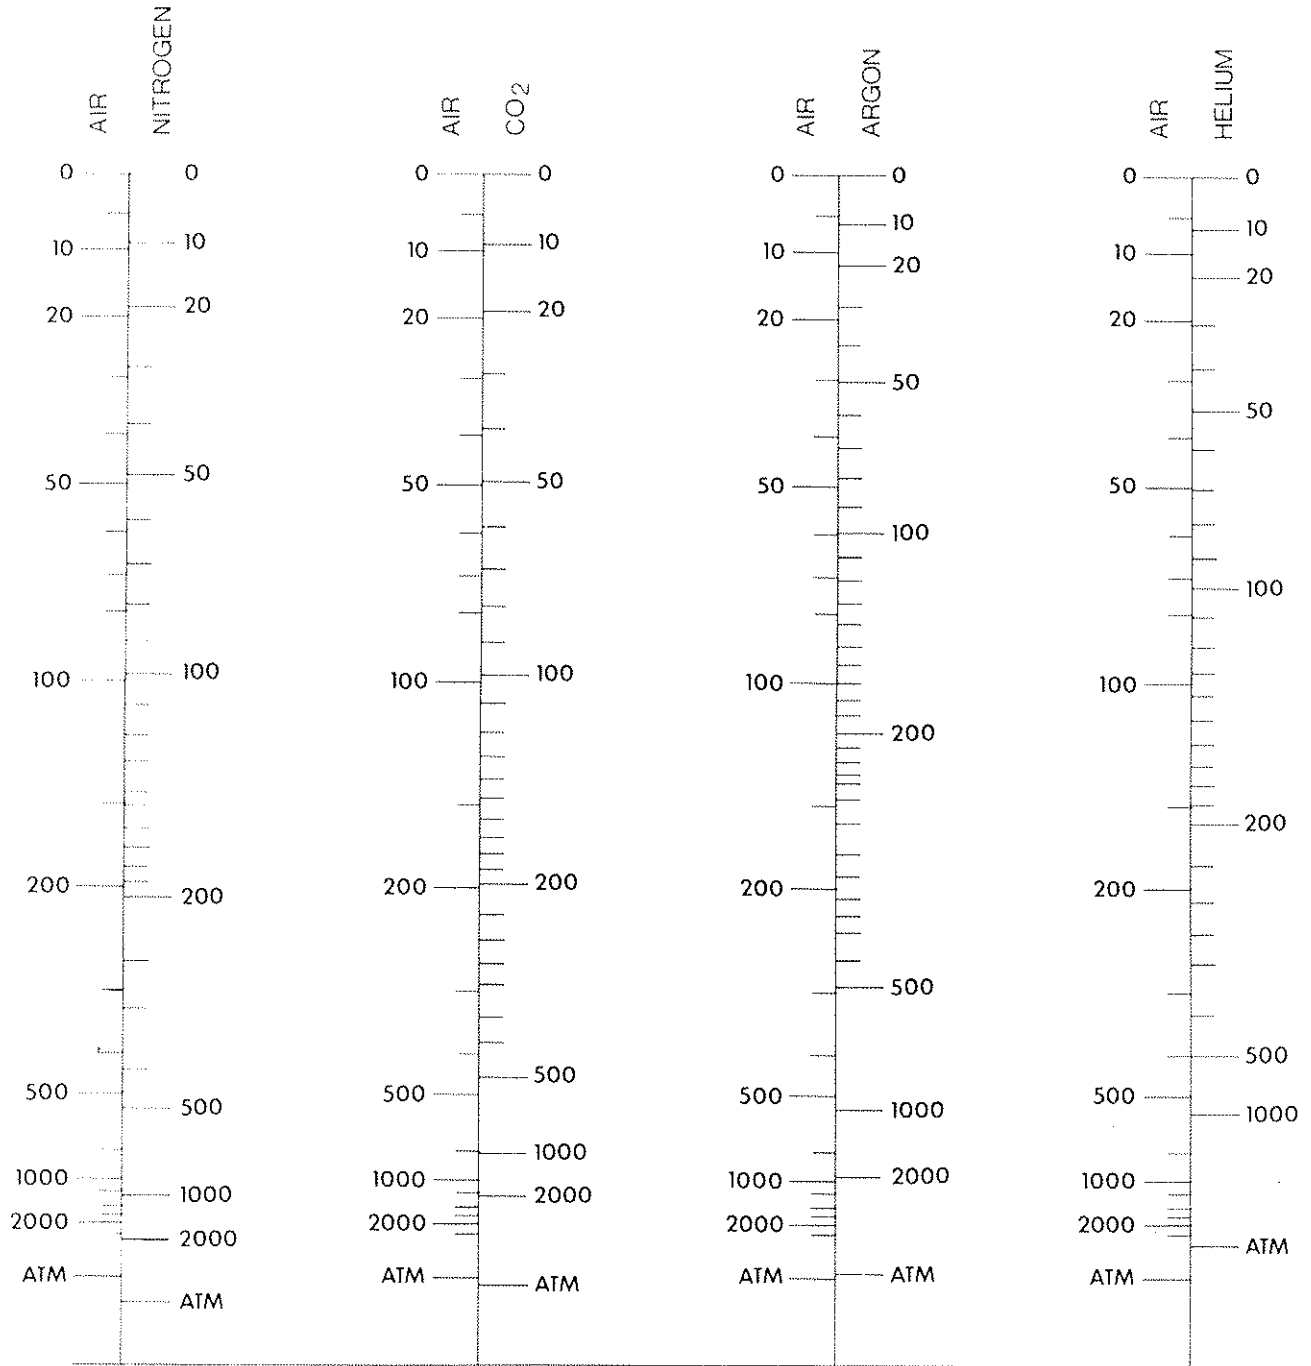 AIR NITROGEN AIR CO2 AIR ARGON AIR HELIUM
0 0 0 0 0 0 0 0
10 10 10 10 10 10 10 10
20 20 20 20 20 20 20 20
50 50 50 50 50 50 50 50
100 100 100 100 100 100 100 100
200 200 200 200 200 200 200 200
500 500 500 500 500 500 500 500
1000 1000 1000 1000 1000 1000 1000 1000
2000 2000 2000 2000 2000 2000 2000
ATM ATM ATM ATM ATM ATM ATM ATM